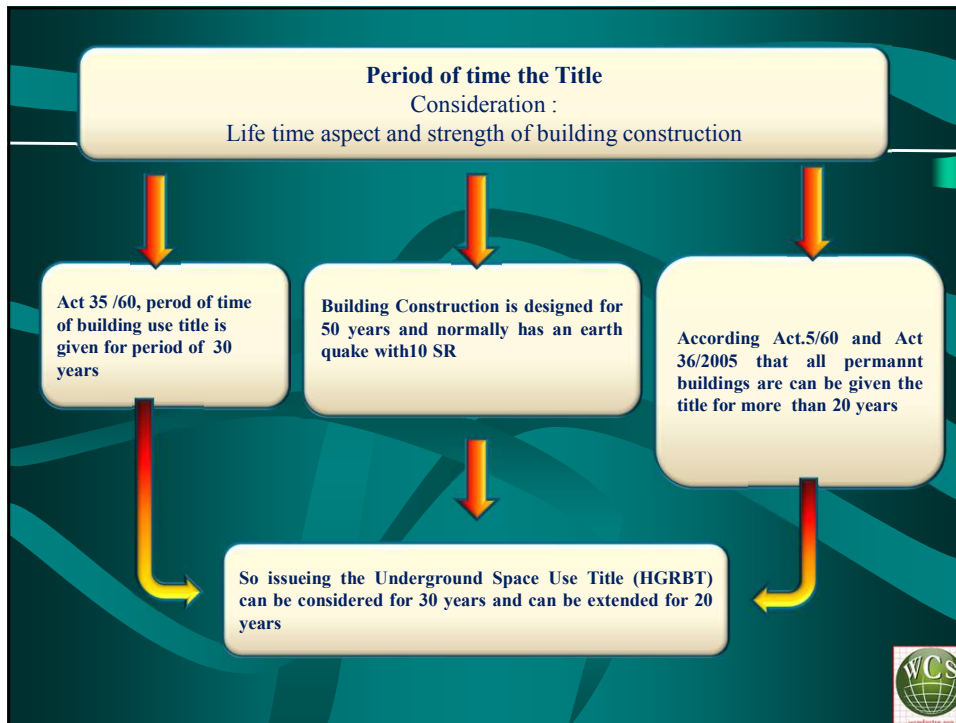 Period of time the Title
Consideration :
Life time aspect and strength of building construction
Act 35 /60, perod of time
of building use title is
given for period of 30
years
Building Construction is designed for
50 years and normally has an earth
quake with10 SR
According Act.5/60 and Act
36/2005 that all permannt
buildings are can be given the
title for more than 20 years
So issueing the Underground Space Use Title (HGRBT)
can be considered for 30 years and can be extended for 20
years
WCS